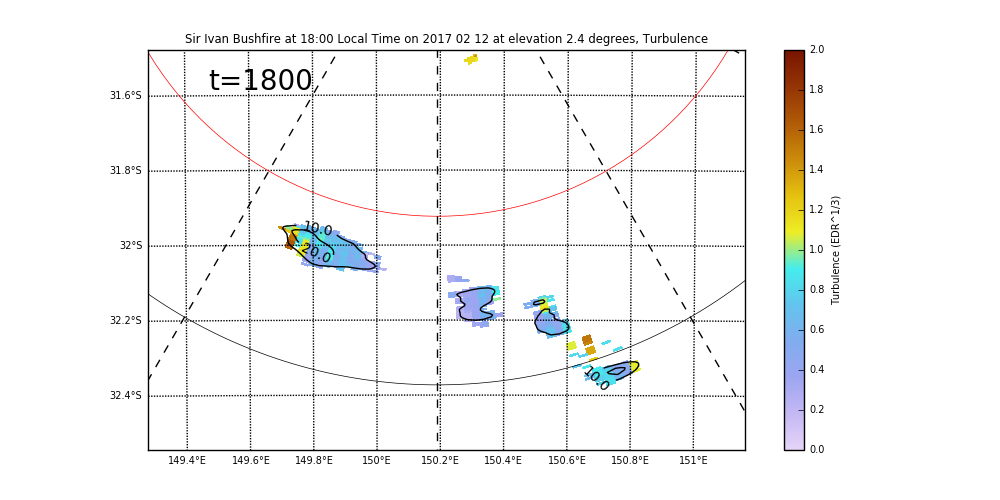 Sir Ivan Bushfire at 18:00 Local Time on 2017 02 12 at elevation 2.4 degrees, Turbulence
t=1800
31.6°S
31.8°S
32°S
32.2°S
32.4°S
149.4°E 149.6°E 149.8°E 150°E 150.2°E 150.4°E 150.6°E 150.8°E 151°E
10.0
20.0
10.0
2.0
1.8
1.6
1.4
1.2
1.0
0.8
0.6
0.4
0.2
0.0
Turbulence (EDR^1/3)